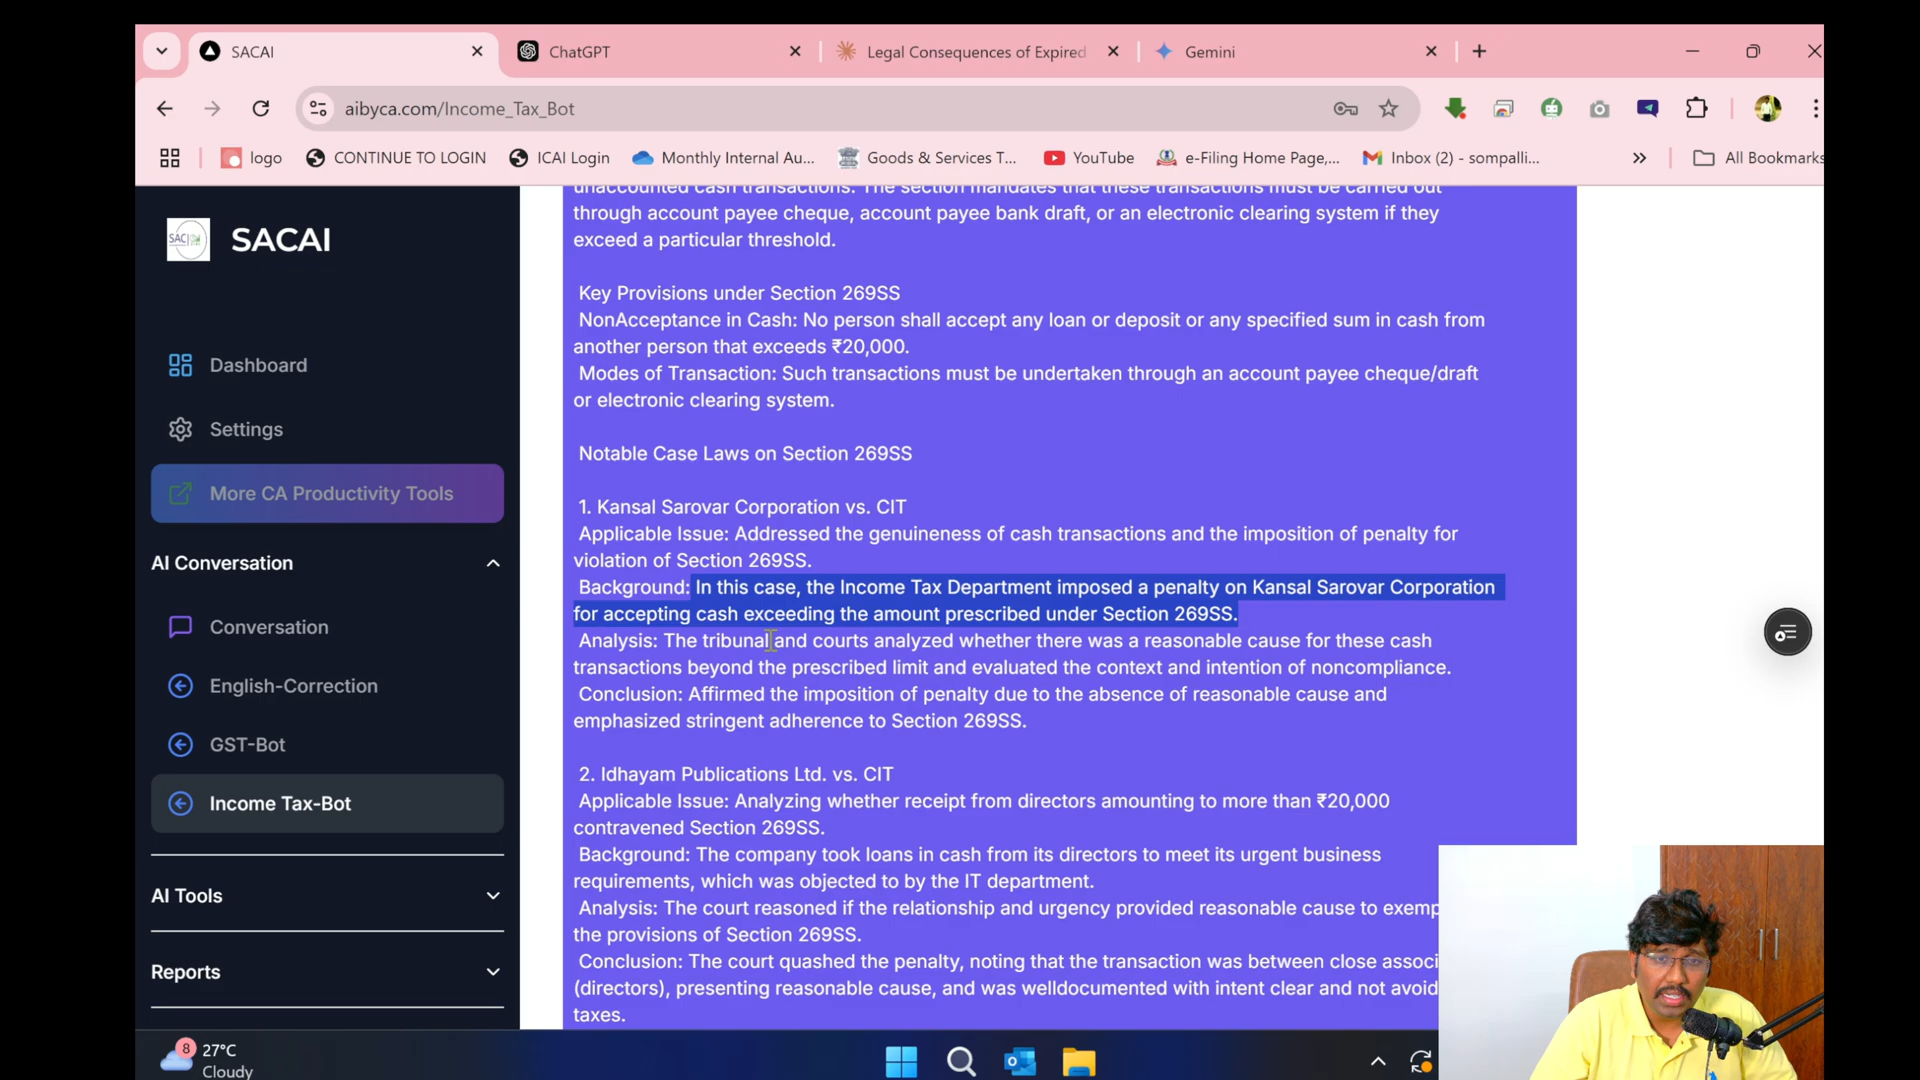 SACAI
ChatGPT
Legal Consequences of Expired
Gemini
aibyca.com/Income_Tax_Bot
logo
CONTINUE TO LOGIN
ICAI Login
Monthly Internal Au...
Goods & Services T...
YouTube
e-Filing Home Page,...
Inbox (2) - sompalli...
All Bookmarks
SACAI
Dashboard
Settings
More CA Productivity Tools
AI Conversation
Conversation
English-Correction
GST-Bot
Income Tax-Bot
AI Tools
Reports
unaccounted cash transactions. The section mandates that these transactions must be carried out
through account payee cheque, account payee bank draft, or an electronic clearing system if they
exceed a particular threshold.
Key Provisions under Section 269SS
NonAcceptance in Cash: No person shall accept any loan or deposit or any specified sum in cash from
another person that exceeds ₹20,000.
Modes of Transaction: Such transactions must be undertaken through an account payee cheque/draft
or electronic clearing system.
Notable Case Laws on Section 269SS
1. Kansal Sarovar Corporation vs. CIT
Applicable Issue: Addressed the genuineness of cash transactions and the imposition of penalty for
violation of Section 269SS.
Background: In this case, the Income Tax Department imposed a penalty on Kansal Sarovar Corporation
for accepting cash exceeding the amount prescribed under Section 269SS.
Analysis: The tribunal and courts analyzed whether there was a reasonable cause for these cash
transactions beyond the prescribed limit and evaluated the context and intention of noncompliance.
Conclusion: Affirmed the imposition of penalty due to the absence of reasonable cause and
emphasized stringent adherence to Section 269SS.
2. Idhayam Publications Ltd. vs. CIT
Applicable Issue: Analyzing whether receipt from directors amounting to more than ₹20,000
contravened Section 269SS.
Background: The company took loans in cash from its directors to meet its urgent business
requirements, which was objected to by the IT department.
Analysis: The court reasoned if the relationship and urgency provided reasonable cause to exemp
the provisions of Section 269SS.
Conclusion: The court quashed the penalty, noting that the transaction was between close associ
(directors), presenting reasonable cause, and was welldocumented with intent clear and not avoid
taxes.
8
27°C
Cloudy